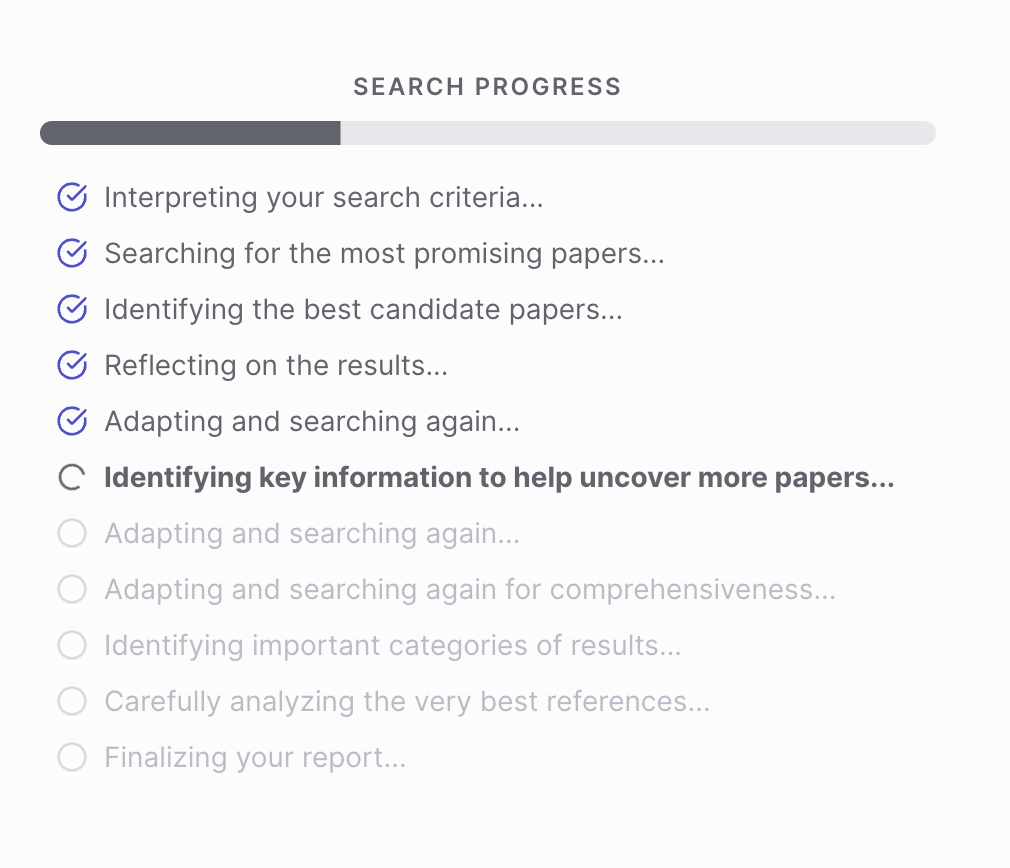 SEARCH PROGRESS
Interpreting your search criteria...
Searching for the most promising papers...
Identifying the best candidate papers...
Reflecting on the results...
Adapting and searching again...
Identifying key information to help uncover more papers...
Adapting and searching again...
Adapting and searching again for comprehensiveness...
Identifying important categories of results...
Carefully analyzing the very best references...
Finalizing your report...